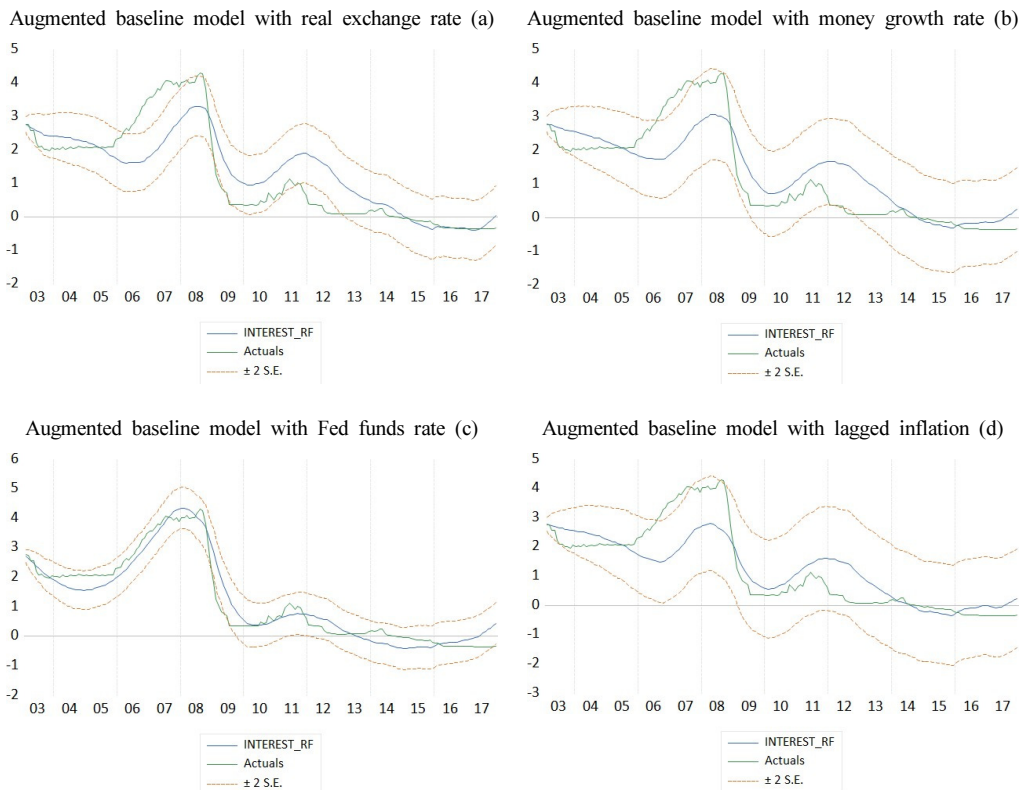 Augmented baseline model with real exchange rate (a)
5
4
3
2
1
0
-1
-2
03 04 05 06 07 08 09 10 11 12 13 14 15 16 17
INTEREST_RF
Actuals
± 2 S.E.
Augmented baseline model with money growth rate (b)
5
4
3
2
1
0
-1
-2
03 04 05 06 07 08 09 10 11 12 13 14 15 16 17
INTEREST_RF
Actuals
± 2 S.E.
Augmented baseline model with Fed funds rate (c)
6
5
4
3
2
1
0
-1
-2
03 04 05 06 07 08 09 10 11 12 13 14 15 16 17
INTEREST_RF
Actuals
± 2 S.E.
Augmented baseline model with lagged inflation (d)
5
4
3
2
1
0
-1
-2
-3
03 04 05 06 07 08 09 10 11 12 13 14 15 16 17
INTEREST_RF
Actuals
± 2 S.E.